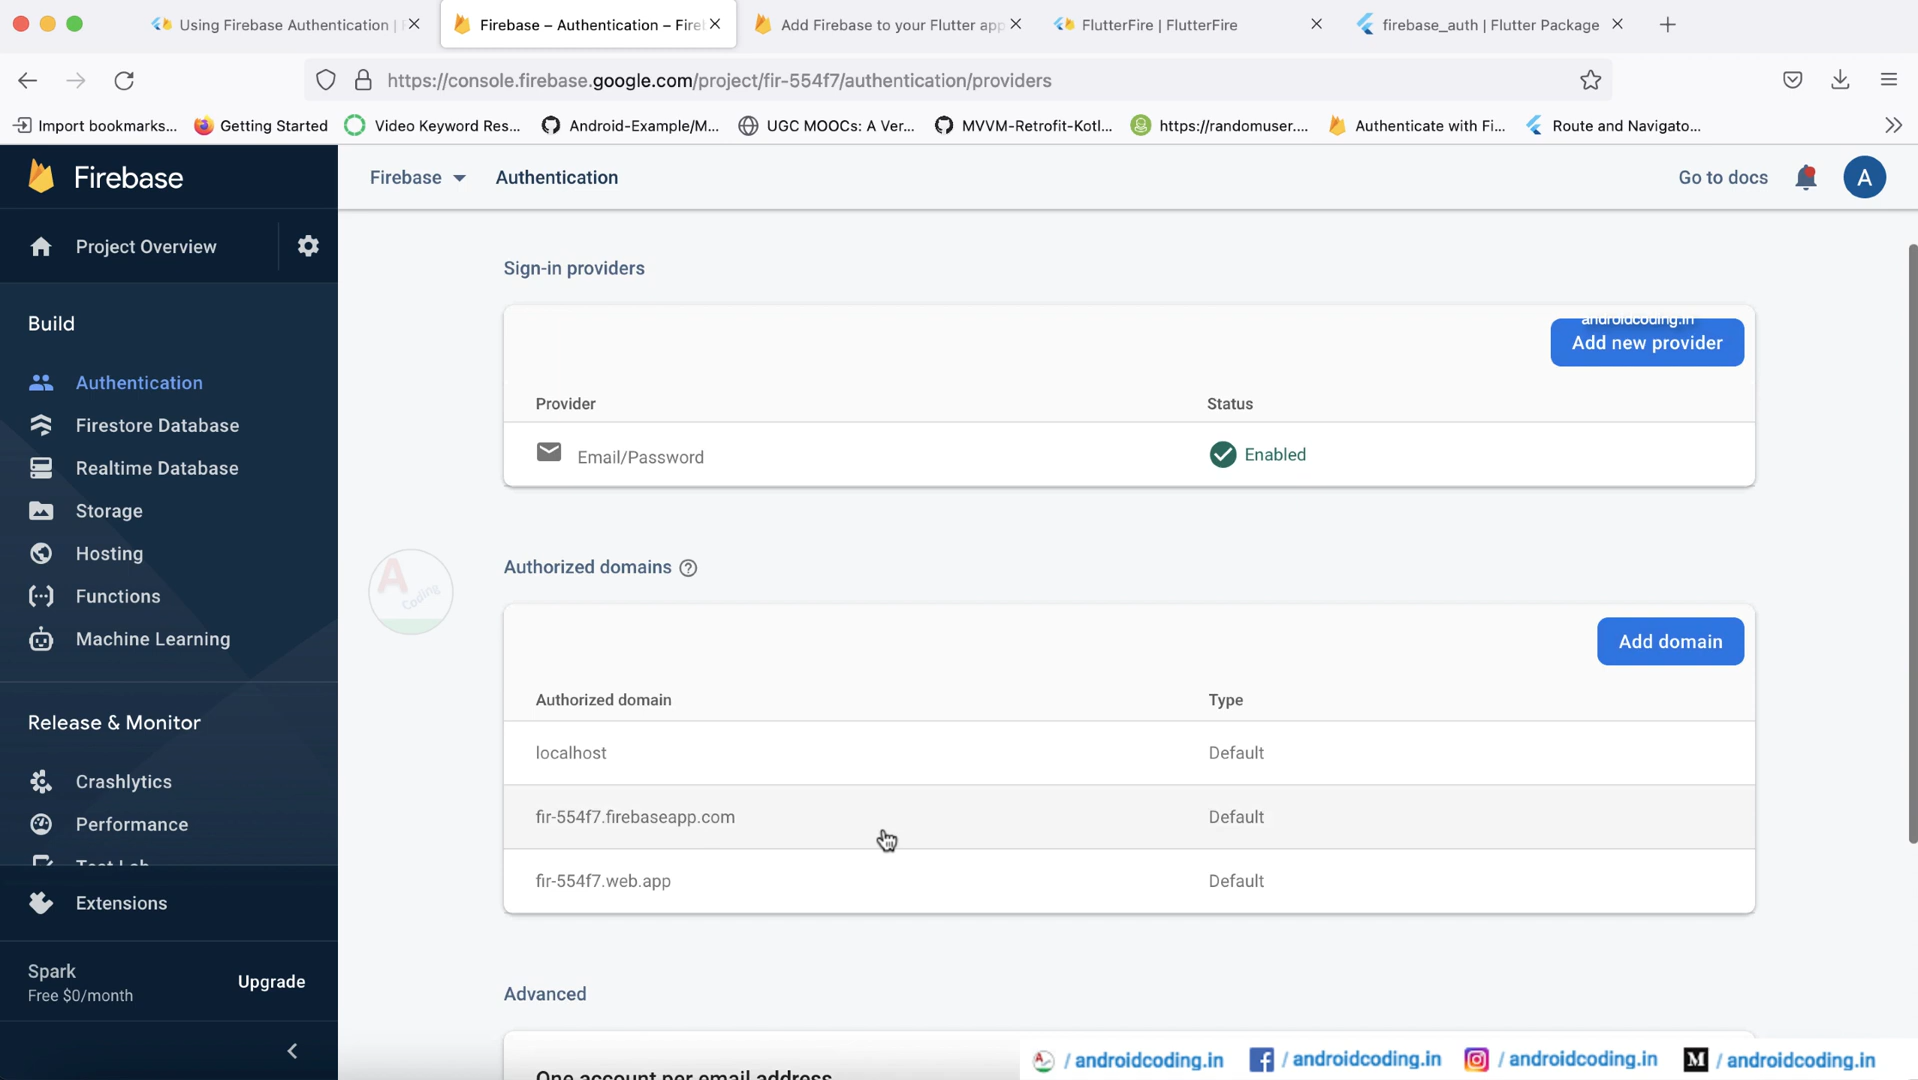 Using Firebase Authentication | F
Firebase – Authentication – Fire
Add Firebase to your Flutter app
FlutterFire | FlutterFire
firebase_auth | Flutter Package
https://console.firebase.google.com/project/fir-554f7/authentication/providers
Import bookmarks...
Getting Started
Video Keyword Res...
Android-Example/M...
UGC MOOCs: A Ver...
MVVM-Retrofit-Kotl...
https://randomuser....
Authenticate with Fi...
Route and Navigato...
Firebase
Firebase
Authentication
Go to docs
A
Project Overview
Build
Authentication
Firestore Database
Realtime Database
Storage
Hosting
Functions
Machine Learning
Release & Monitor
Crashlytics
Performance
Test Lab
Extensions
Spark
Free $0/month
Upgrade
Sign-in providers
androidcoding.in
Add new provider
Provider
Status
Email/Password
Enabled
A
Coding
Authorized domains
Add domain
Authorized domain
Type
localhost
Default
fir-554f7.firebaseapp.com
Default
fir-554f7.web.app
Default
Advanced
One account per email address
/ androidcoding.in
/ androidcoding.in
/ androidcoding.in
M / androidcoding.in